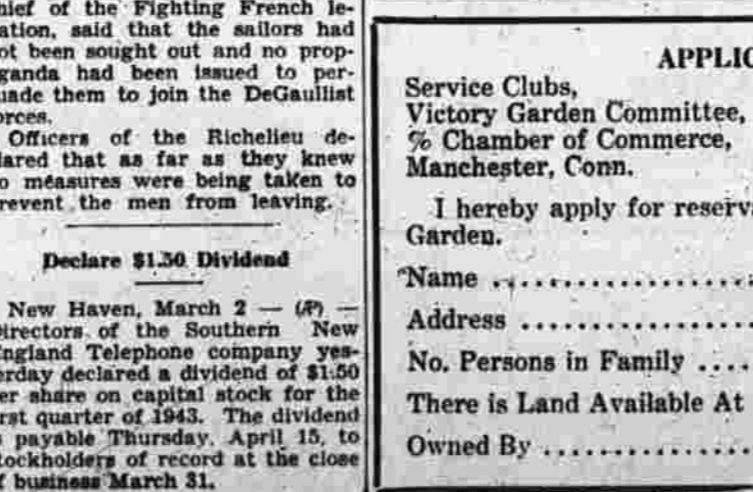 hief of the Fighting French le-
ation, said that the sailors had
ot been sought out and no prop-
ganda had been issued to per-
uade them to join the DeGaullist
orces.
Officers of the Richelieu de-
lared that as far as they knew
o measures were being taken to
revent the men from leaving.
Declare $1.50 Dividend
New Haven, March 2 — (AP) —
Directors of the Southern New
England Telephone company yes-
erday declared a dividend of $1.50
er share on capital stock for the
irst quarter of 1943. The dividend
s payable Thursday, April 15, to
tockholders of record at the close
f business March 31.
APPLIC
Service Clubs,
Victory Garden Committee,
% Chamber of Commerce,
Manchester, Conn.
I hereby apply for reserva
Garden.
Name ..................
Address ................
No. Persons in Family ....
There is Land Available At
Owned By ..............